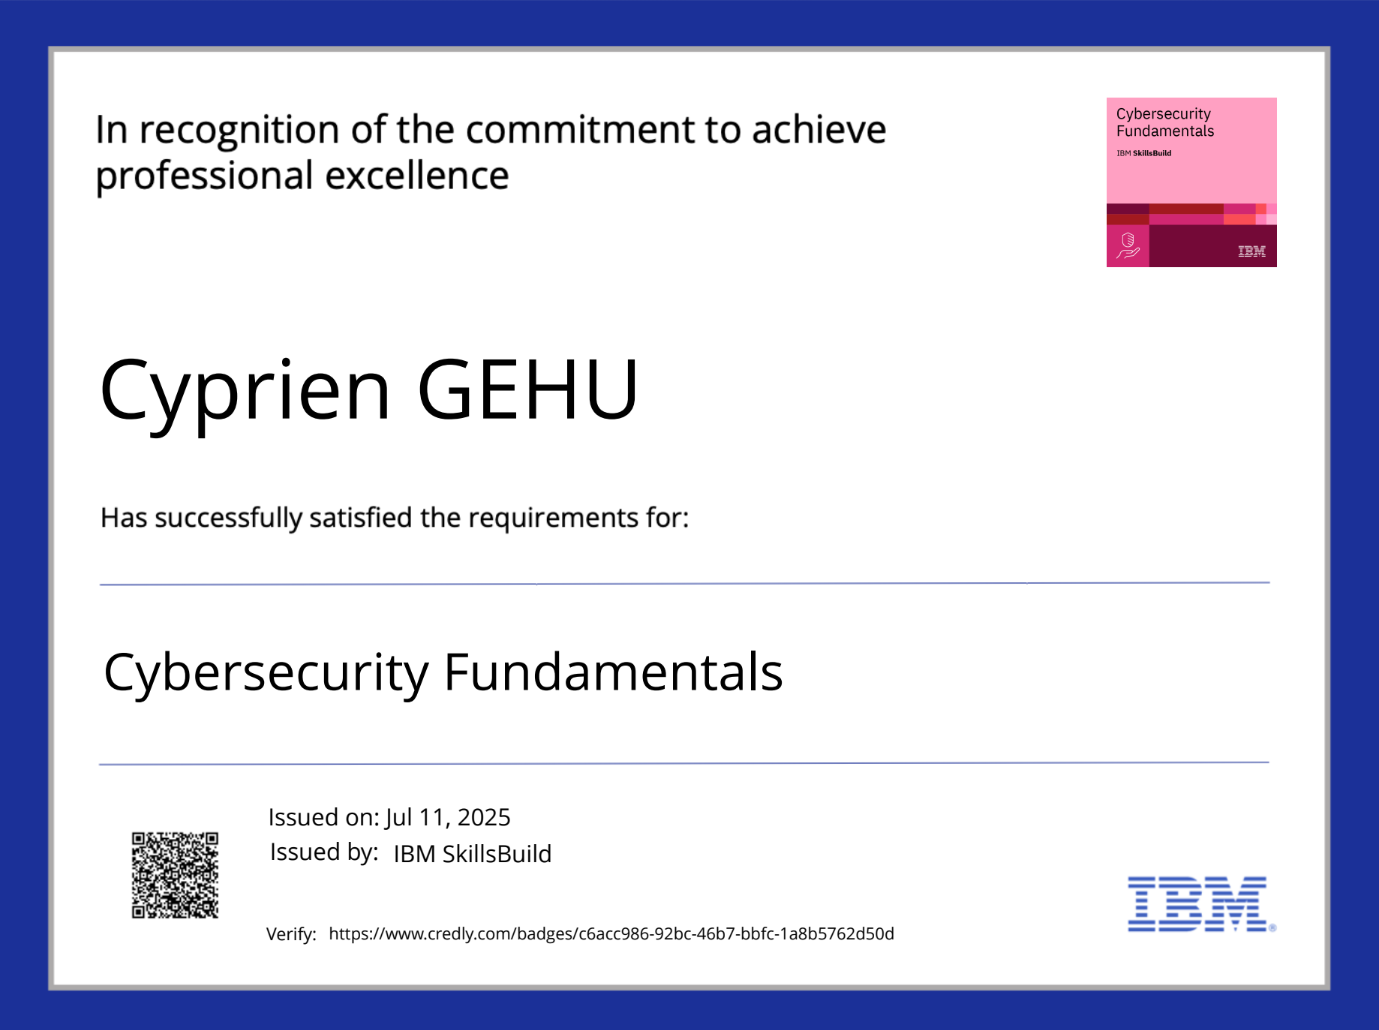 In recognition of the commitment to achieve
professional excellence
Cybersecurity
Fundamentals
IBM SkillsBuild
IBM
Cyprien GEHU
Has successfully satisfied the requirements for:
Cybersecurity Fundamentals
Issued on: Jul 11, 2025
Issued by: IBM SkillsBuild
Verify: https://www.credly.com/badges/c6acc986-92bc-46b7-bbfc-1a8b5762d50d
IBM®